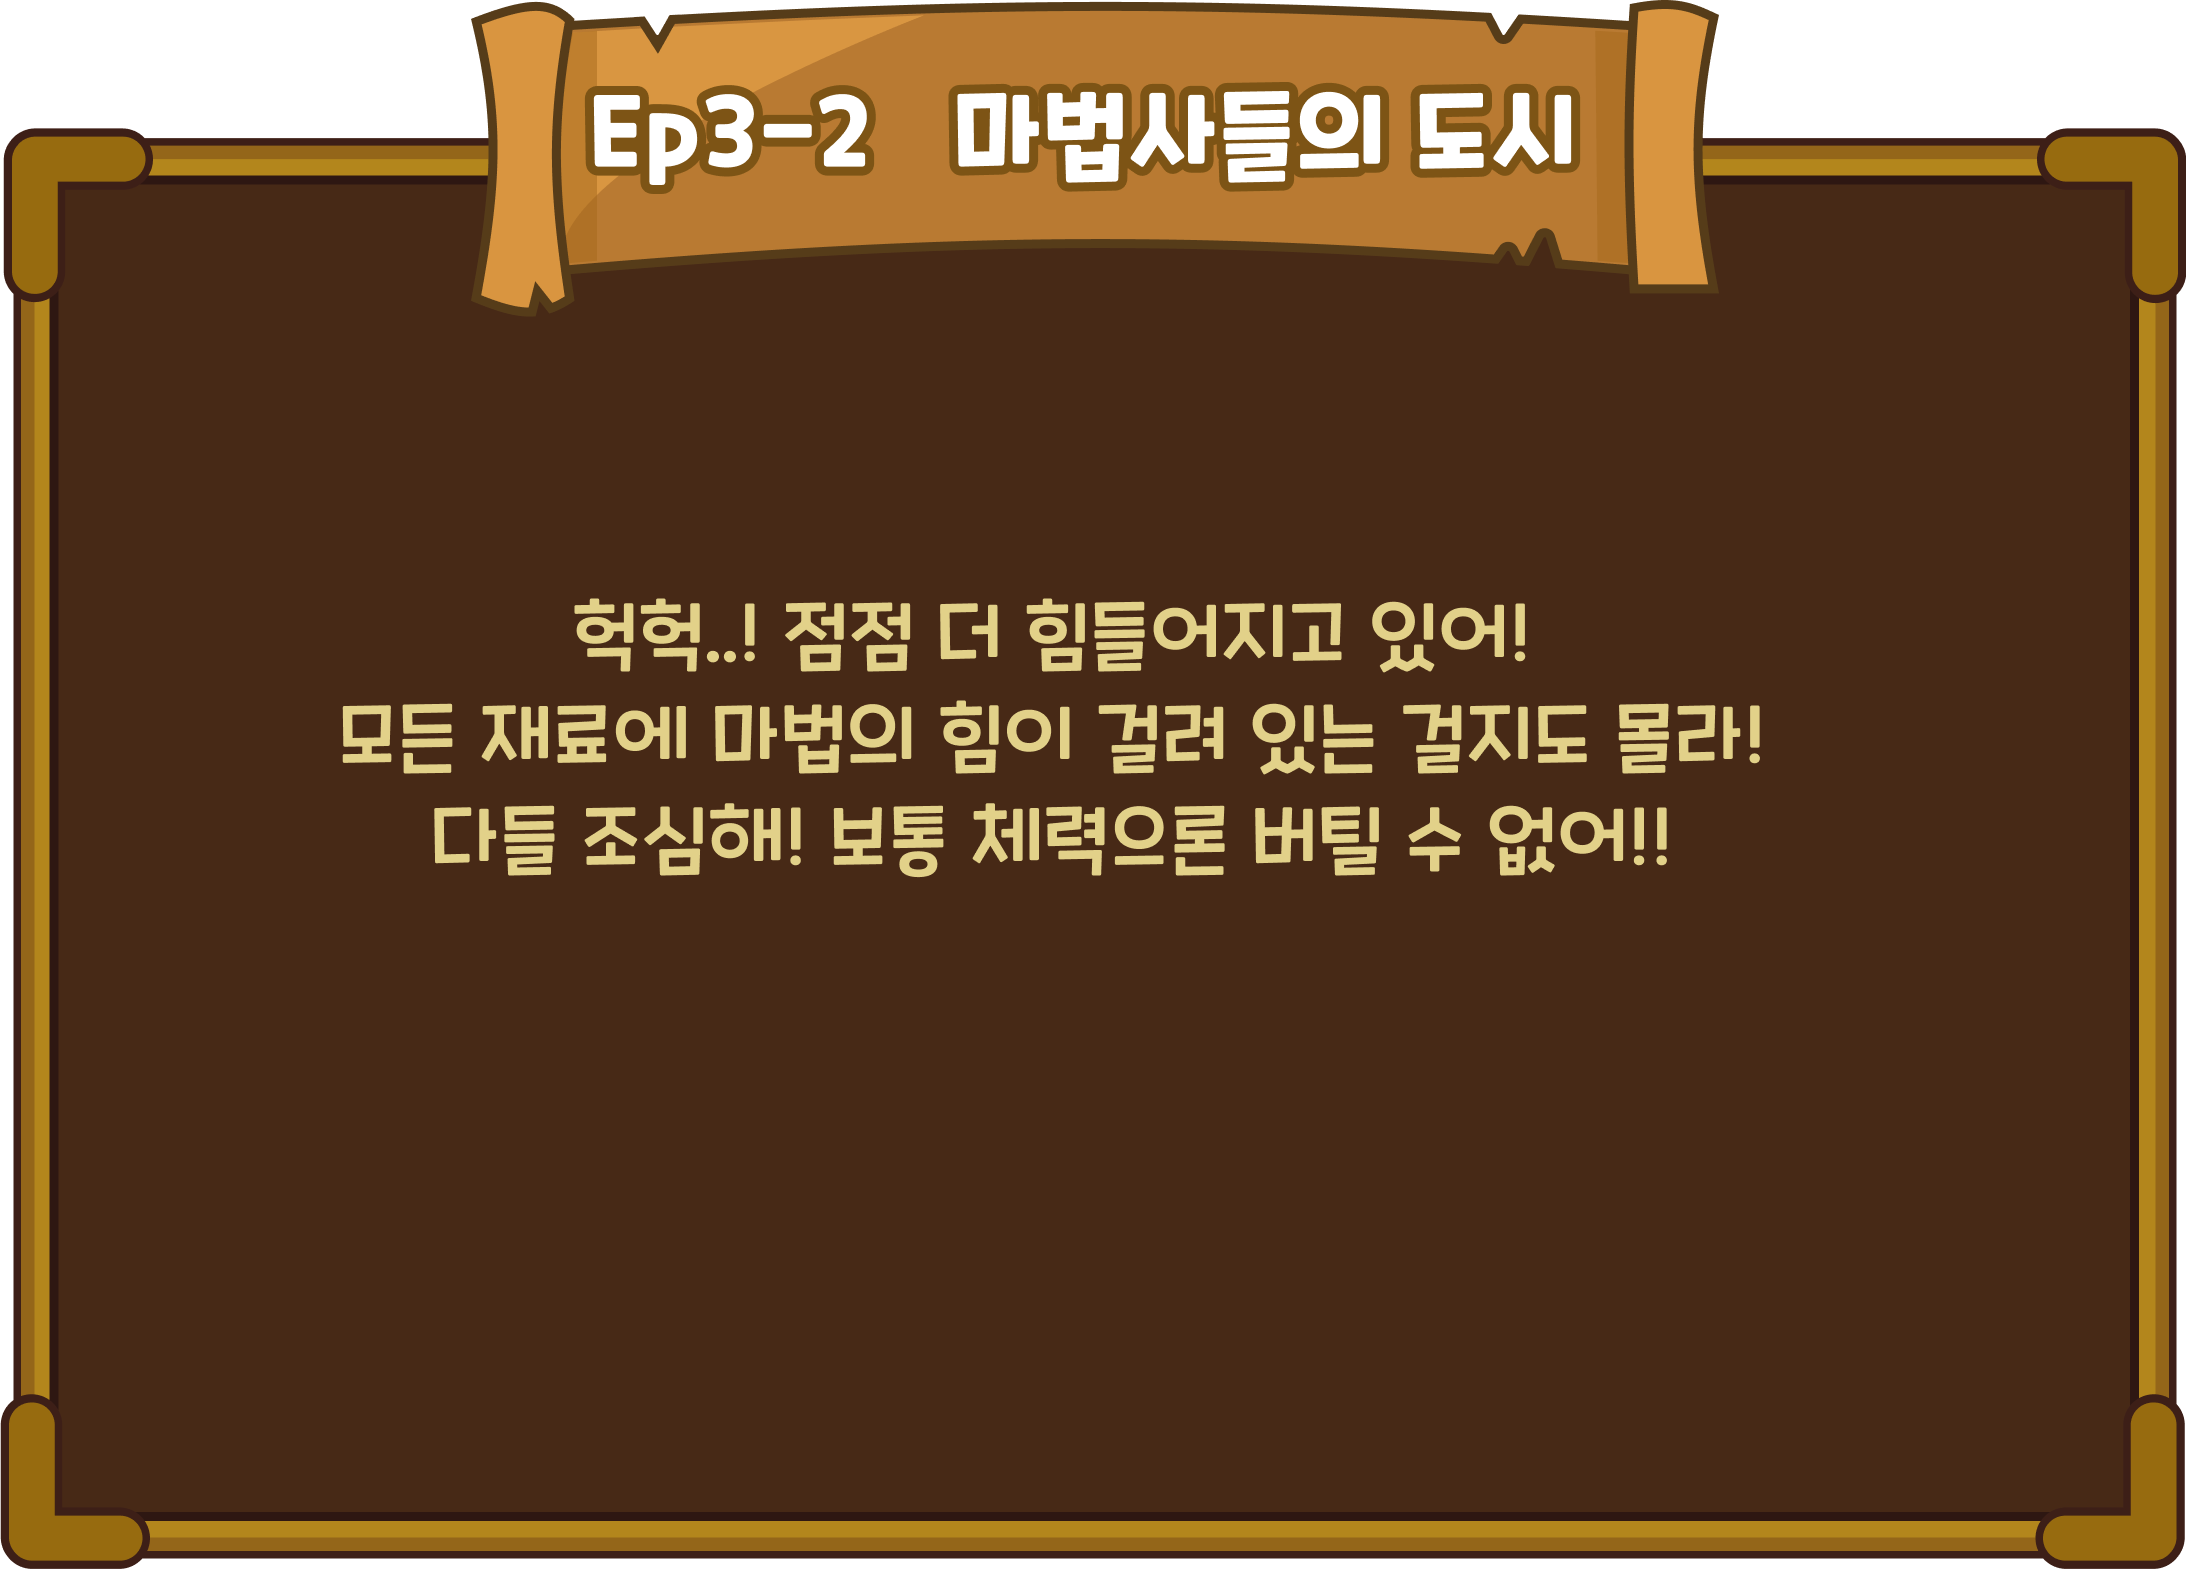 Ep3-2 마법사들의 도시
헉헉...! 점점 더 힘들어지고 있어!
모든 재료에 마법의 힘이 걸려 있는 걸지도 몰라!
다들 조심해! 보통 체력으론 버틸 수 없어!!